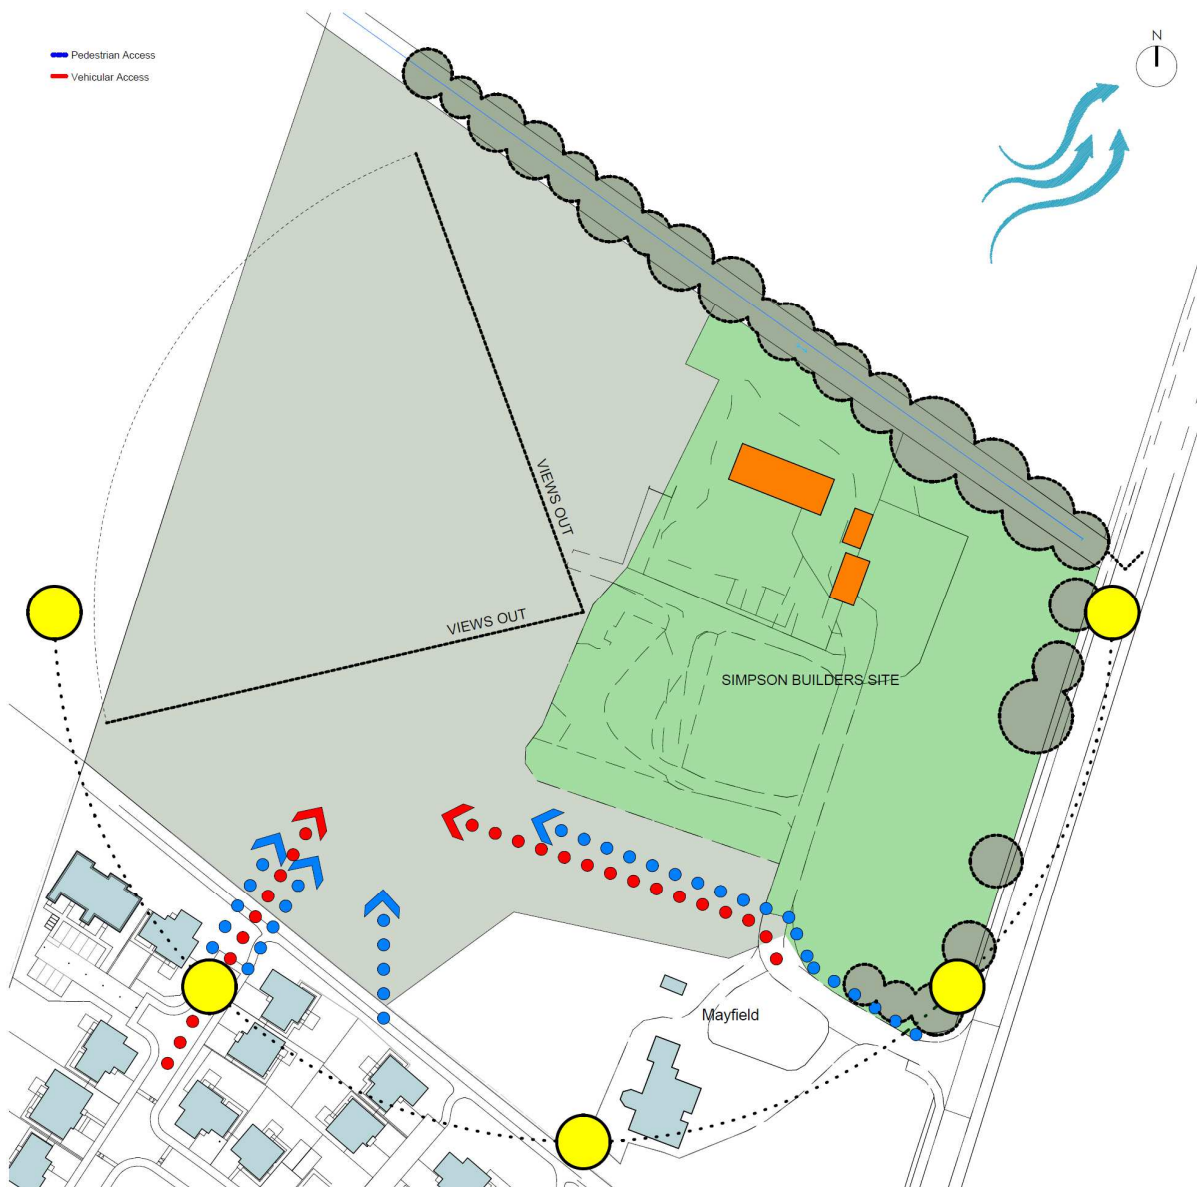 N
Pedestrian Access
Vehicular Access
VIEWS OUT
VIEWS OUT
SIMPSON BUILDERS SITE
Mayfield